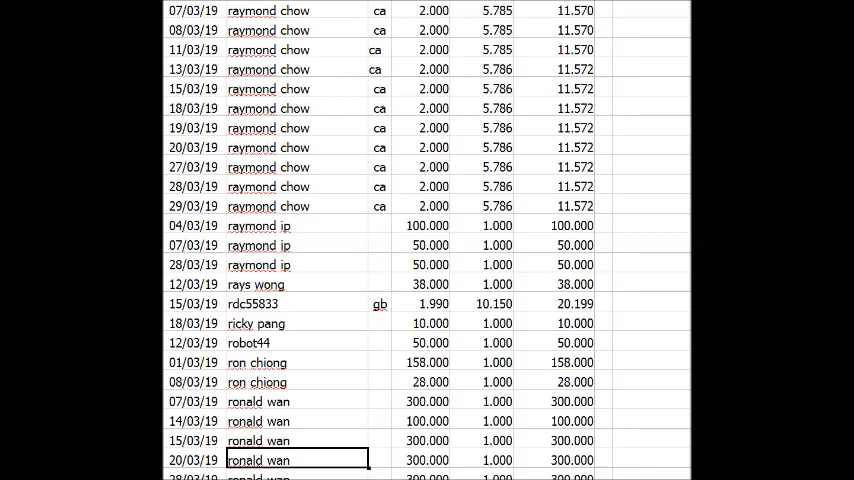 07/03/19 raymond chow ca 2.000 5.785 11.570
08/03/19 raymond chow ca 2.000 5.785 11.570
11/03/19 raymond chow ca 2.000 5.785 11.570
13/03/19 raymond chow ca 2.000 5.786 11.572
15/03/19 raymond chow ca 2.000 5.786 11.572
18/03/19 raymond chow ca 2.000 5.786 11.572
19/03/19 raymond chow ca 2.000 5.786 11.572
20/03/19 raymond chow ca 2.000 5.786 11.572
27/03/19 raymond chow ca 2.000 5.786 11.572
28/03/19 raymond chow ca 2.000 5.786 11.572
29/03/19 raymond chow ca 2.000 5.786 11.572
04/03/19 raymond ip 100.000 1.000 100.000
07/03/19 raymond ip 50.000 1.000 50.000
28/03/19 raymond ip 50.000 1.000 50.000
12/03/19 rays wong 38.000 1.000 38.000
15/03/19 rdc55833 gb 1.990 10.150 20.199
18/03/19 ricky pang 10.000 1.000 10.000
12/03/19 robot44 50.000 1.000 50.000
01/03/19 ron chiong 158.000 1.000 158.000
08/03/19 ron chiong 28.000 1.000 28.000
07/03/19 ronald wan 300.000 1.000 300.000
14/03/19 ronald wan 100.000 1.000 100.000
15/03/19 ronald wan 300.000 1.000 300.000
20/03/19 ronald wan 300.000 1.000 300.000
28/03/19 ronald wan 300.000 1.000 300.000